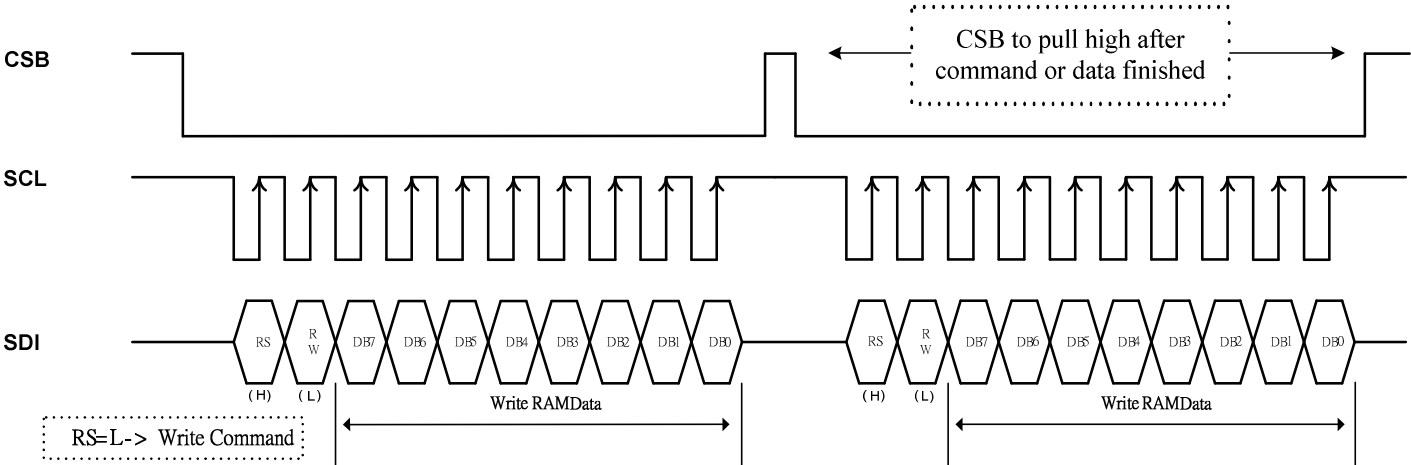 CSB
CSB to pull high after
command or data finished
SCL
SDI
RS R W DB7 DB6 DB5 DB4 DB3 DB2 DB1 DB0 RS R W DB7 DB6 DB5 DB4 DB3 DB2 DB1 DB0
(H) (L) (H) (L)
Write RAMData Write RAMData
RS=L-> Write Command